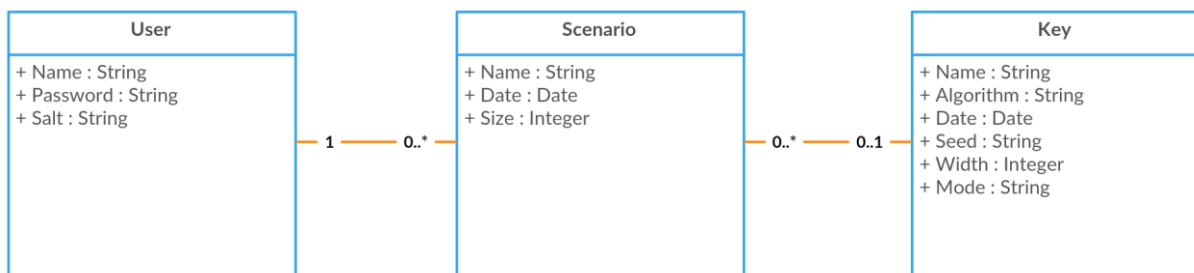 User
+ Name : String
+ Password : String
+ Salt : String
1
0..*
Scenario
+ Name : String
+ Date : Date
+ Size : Integer
0..*
0..1
Key
+ Name : String
+ Algorithm : String
+ Date : Date
+ Seed : String
+ Width : Integer
+ Mode : String